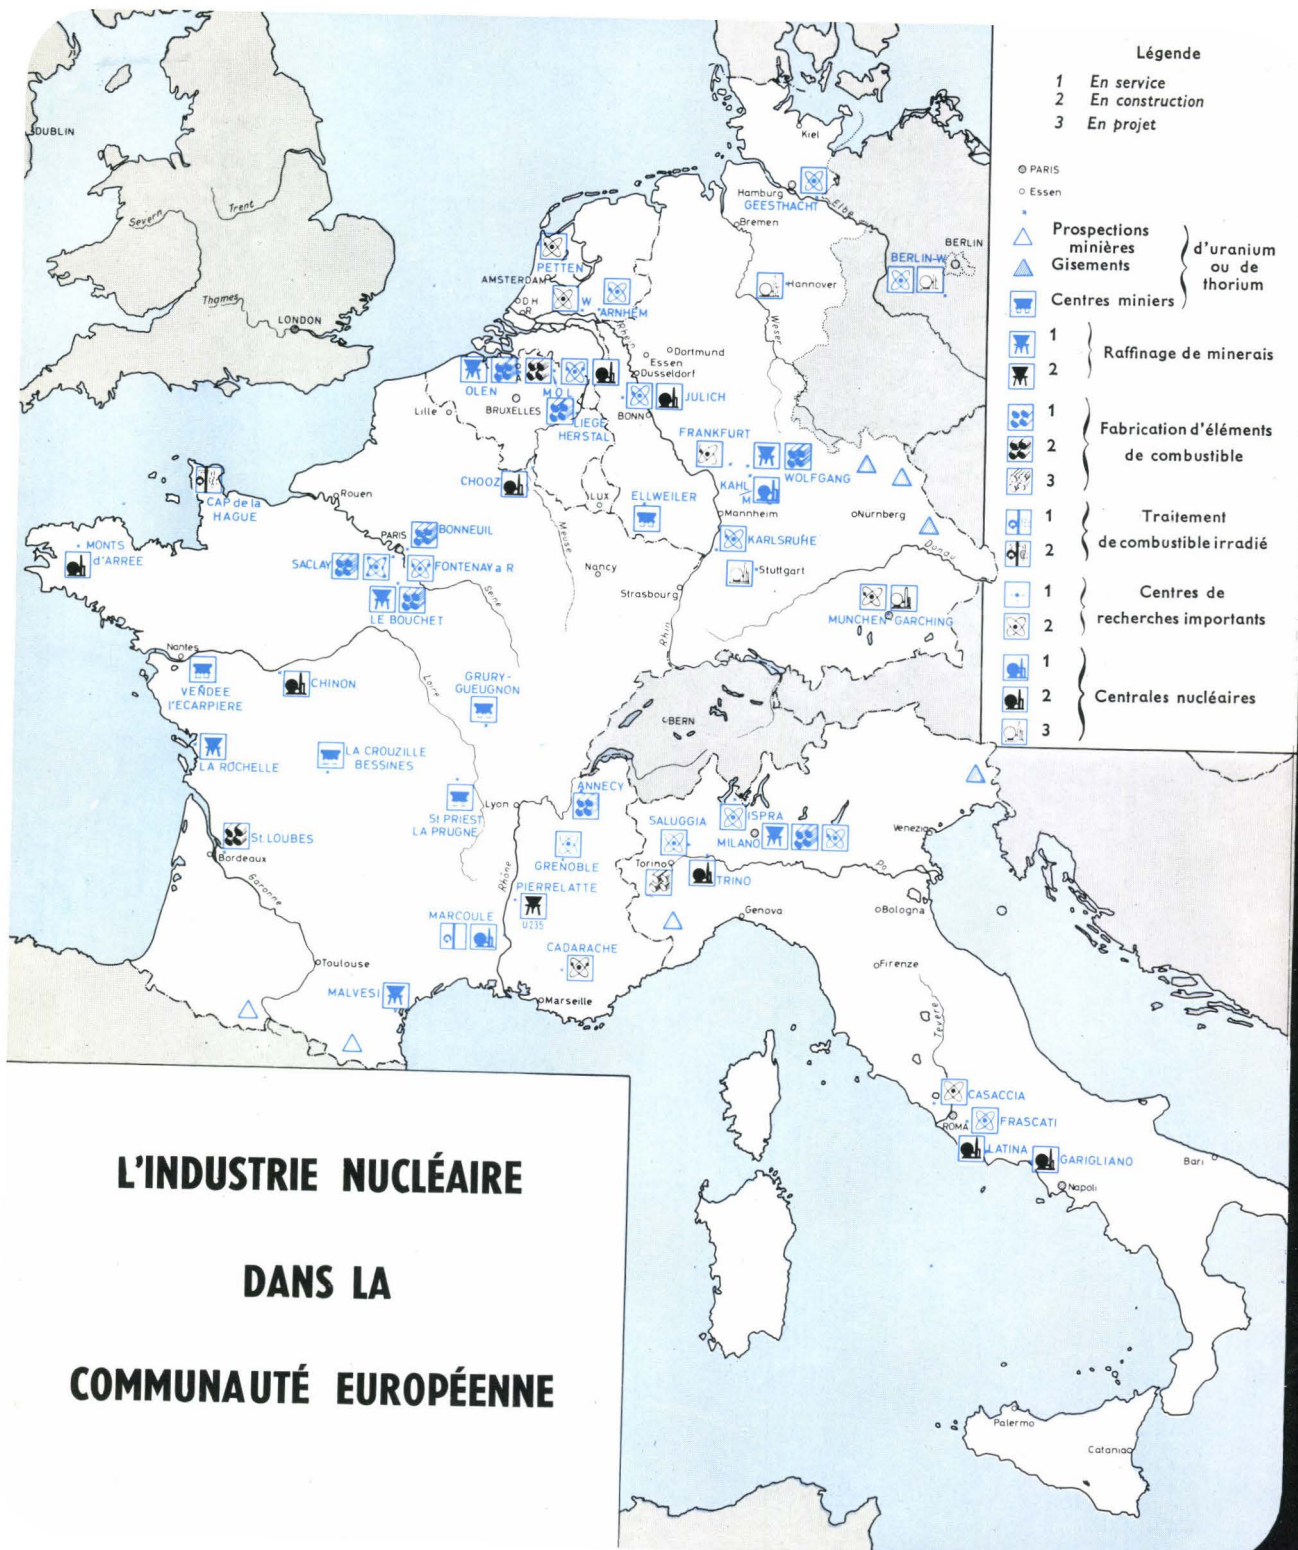 Légende
1 En service
2 En construction
3 En projet
PARIS
Essen
Prospections
minières
Gisements
d'uranium
ou de
thorium
Centres miniers
1
2
Raffinage de minerais
1
2
3
Fabrication d'éléments
de combustible
1
2
Traitement
de combustible irradié
1
2
Centres de
recherches importants
1
2
3
Centrales nucléaires
DUBLIN
Severn
Trent
Thames
LONDON
Kiel
Hamburg
GEESTHACHT
Elbe
Bremen
BERLIN
BERLIN-W
Hannover
Weser
PETTEN
AMSTERDAM
D H
R
W
ARNHEM
Rhein
Dortmund
Essen
Dusseldorf
OLEN
A
M O L
BRUXELLES
LIEGE
HERSTAL
JULICH
BONN
Lille
FRANKFURT
WOLFGANG
KAHL
M
CHOOZ
LUX
ELLWEILER
Mannheim
Nürnberg
CAP de la
HAGUE
Rouen
PARIS
BONNEUIL
KARLSRUHE
Donau
MONTS
d'ARREE
SACLAY
FONTENAY a R
Meuse
Nancy
Stuttgart
Strasbourg
LE BOUCHET
Seine
MUNCHEN GARCHING
Rhin
Nantes
VENDEE
l'ECARPIERE
CHINON
Loire
GRURY-
GUEUGNON
BERN
LA ROCHELLE
LA CROUZILLE
BESSINES
ANNECY
St PRIEST
LA PRUGNE
Lyon
SALUGGIA
ISPRA
MILANO
Venezia
St. LOUBES
Bordeaux
GRENOBLE
Torino
TRINO
Po
Garonne
Rhône
PIERRELATTE
U235
MARCOULE
Genova
Bologna
CADARACHE
Toulouse
Firenze
MALVESI
Marseille
Tevere
CASACCIA
ROMA
FRASCATI
LATINA
GARIGLIANO
Bari
Napoli
Palermo
Catania
L'INDUSTRIE NUCLÉAIRE
DANS LA
COMMUNAUTÉ EUROPÉENNE